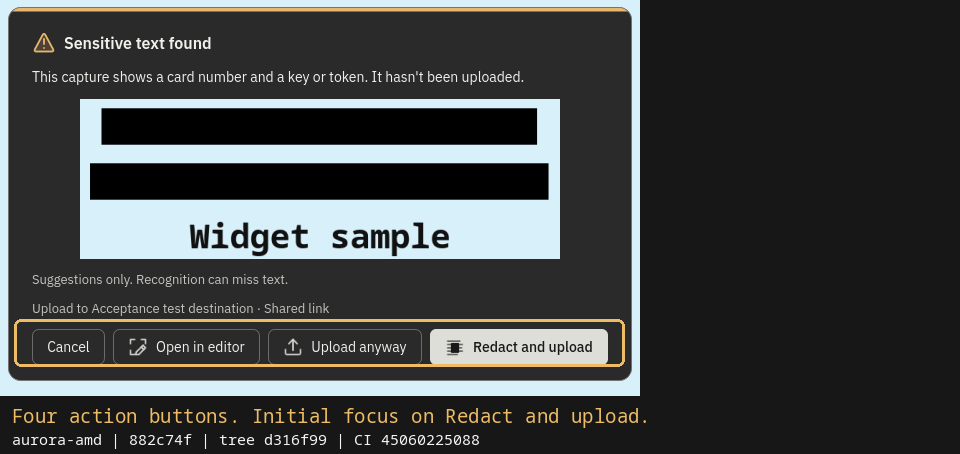 Sensitive text found
This capture shows a card number and a key or token. It hasn't been uploaded.
Widget sample
Suggestions only. Recognition can miss text.
Upload to Acceptance test destination · Shared link
Cancel Open in editor Upload anyway Redact and upload
Four action buttons. Initial focus on Redact and upload.
aurora-amd | 882c74f | tree d316f99 | CI 45060225088